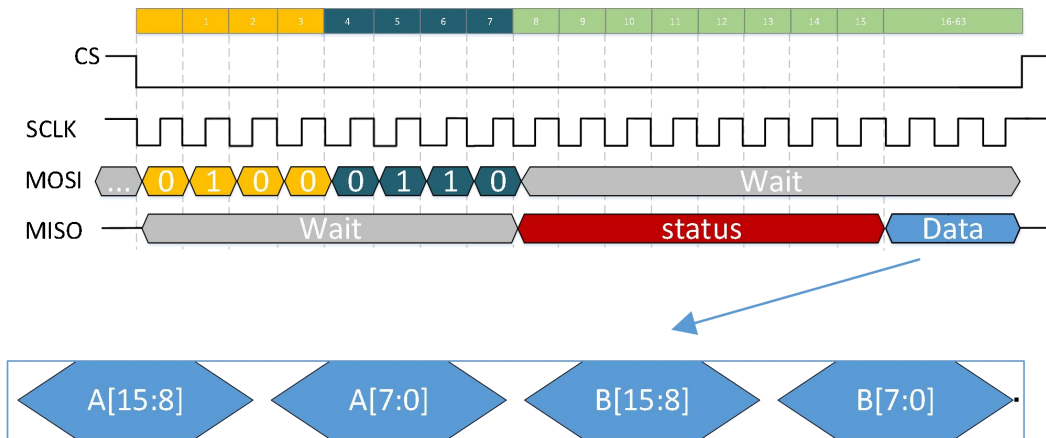 1 2 3 4 5 6 7 8 9 10 11 12 13 14 15 16-63
CS
SCLK
MOSI ... 0 1 0 0 0 1 1 0 Wait
MISO Wait status Data
A[15:8] A[7:0] B[15:8] B[7:0] .